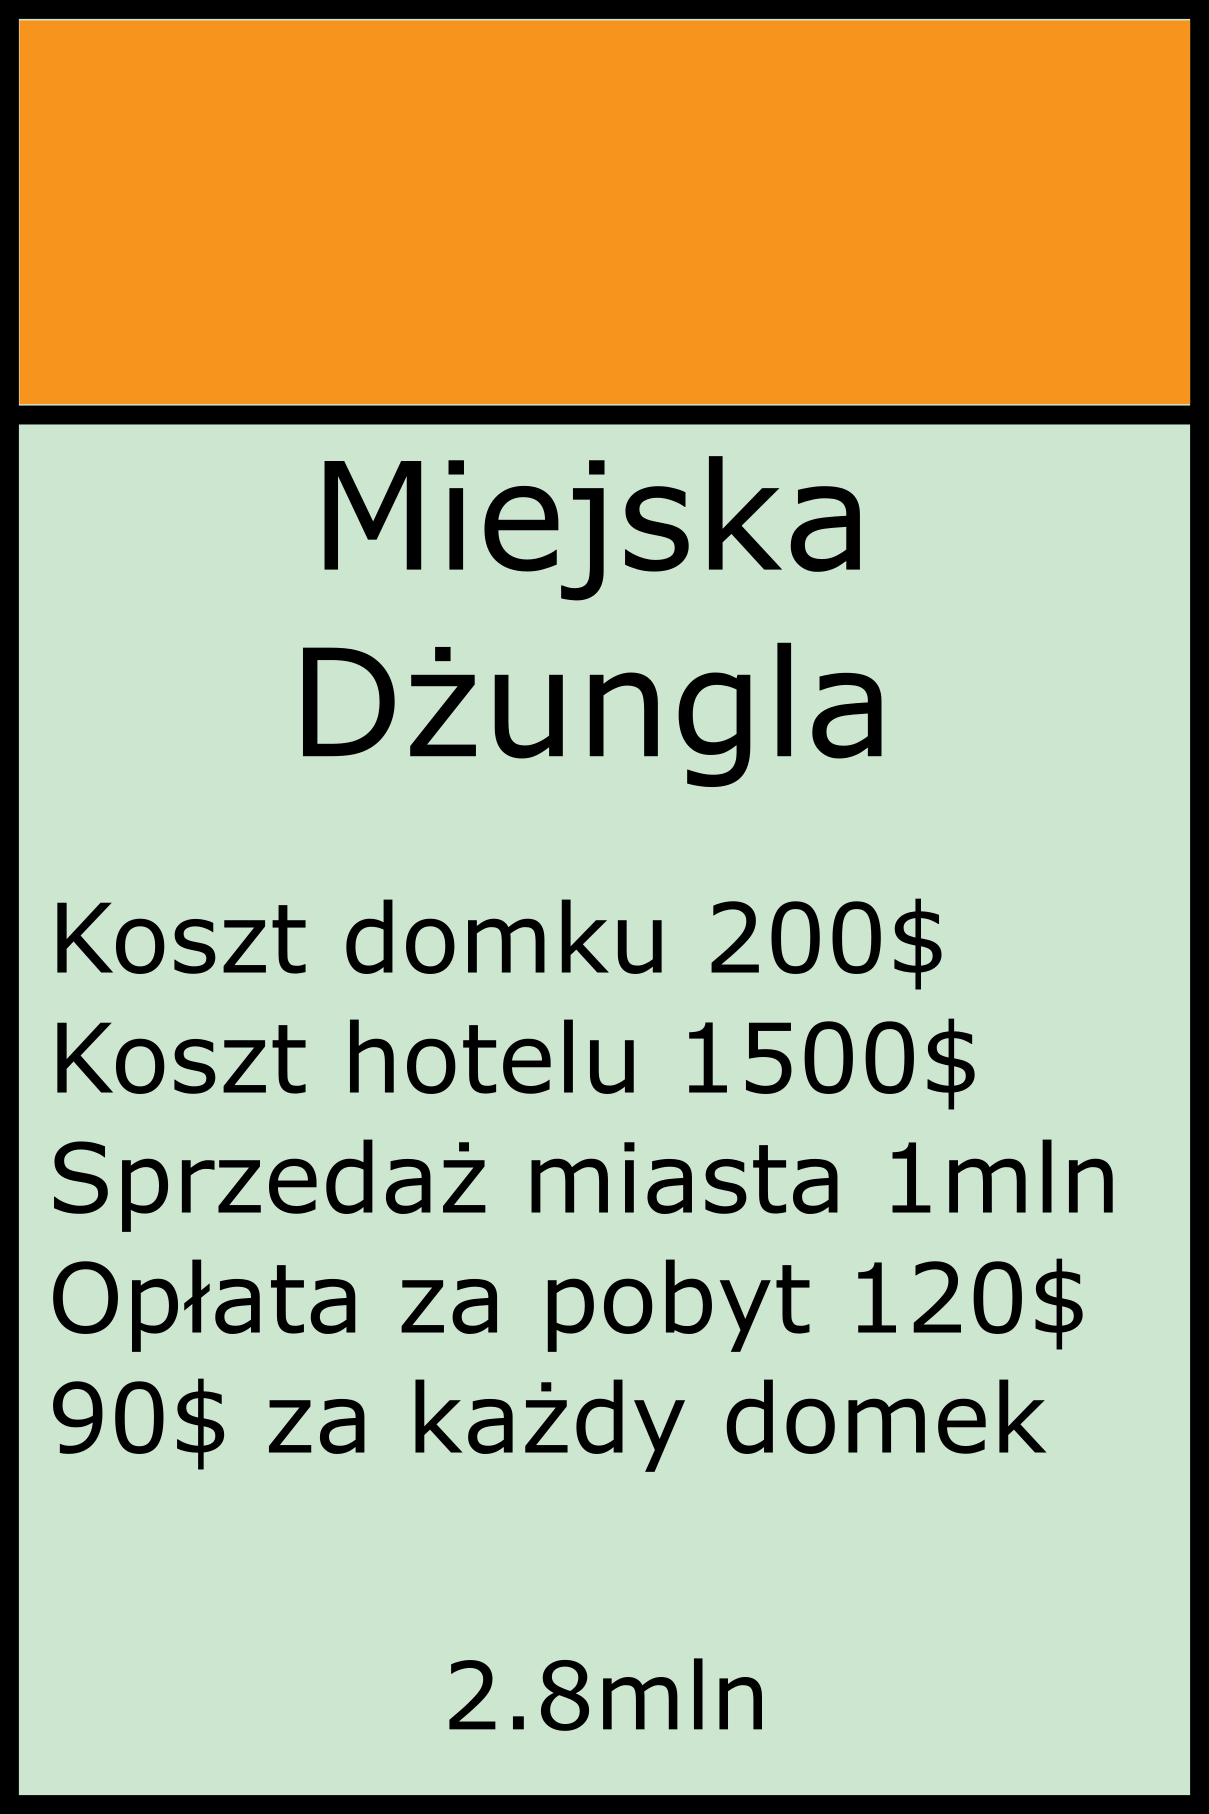 Miejska
Dżungla
Koszt domku 200$
Koszt hotelu 1500$
Sprzedaż miasta 1mln
Opłata za pobyt 120$
90$ za każdy domek
2.8mln